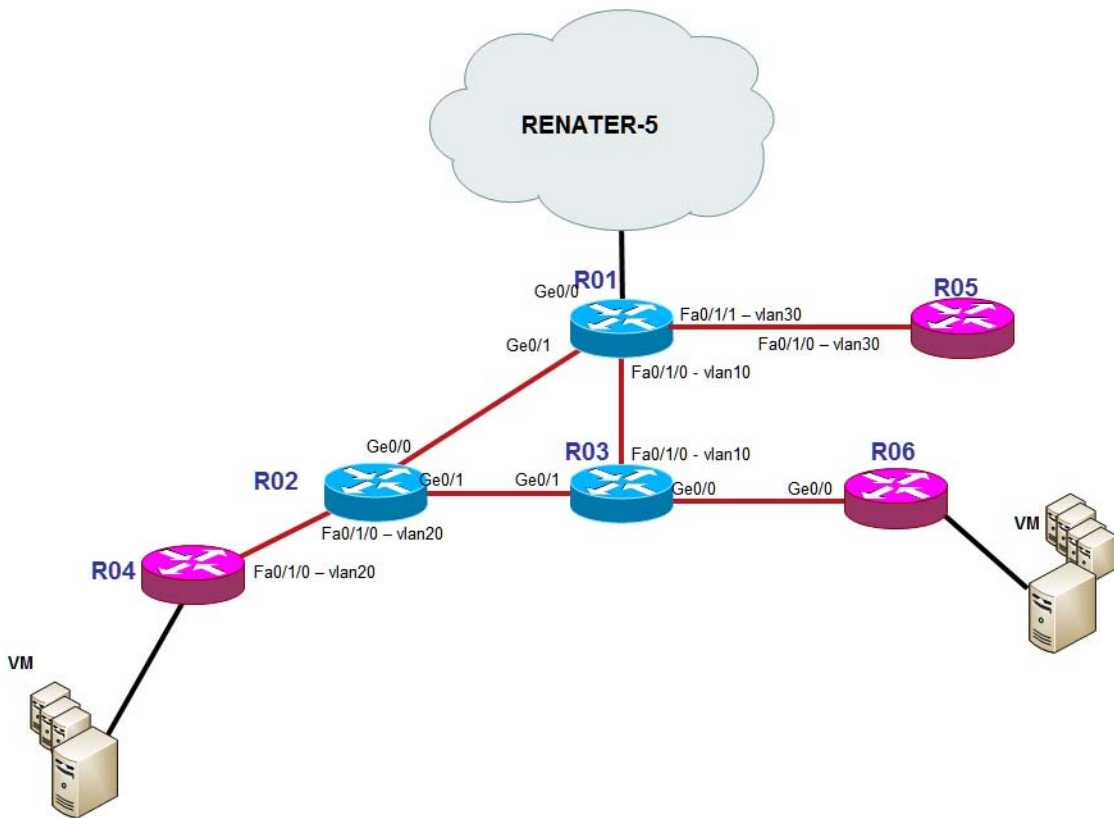 RENATER-5
R01
Ge0/0
R05
Fa0/1/1 – vlan30
Fa0/1/0 – vlan30
Ge0/1
Fa0/1/0 - vlan10
Ge0/0
R03
Fa0/1/0 - vlan10
R06
R02
Ge0/1
Ge0/1
Ge0/0
Ge0/0
Fa0/1/0 – vlan20
VM
R04
Fa0/1/0 – vlan20
VM